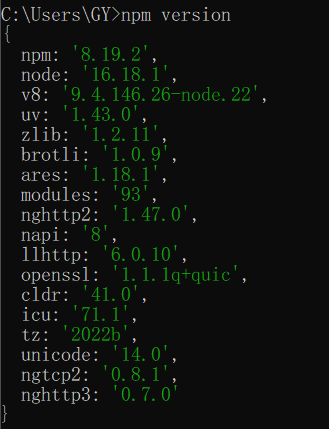 C:\Users\GY>npm version
{
  npm: '8.19.2',
  node: '16.18.1',
  v8: '9.4.146.26-node.22',
  uv: '1.43.0',
  zlib: '1.2.11',
  brotli: '1.0.9',
  ares: '1.18.1',
  modules: '93',
  nghttp2: '1.47.0',
  napi: '8',
  llhttp: '6.0.10',
  openssl: '1.1.1q+quic',
  cldr: '41.0',
  icu: '71.1',
  tz: '2022b',
  unicode: '14.0',
  ngtcp2: '0.8.1',
  nghttp3: '0.7.0'
}